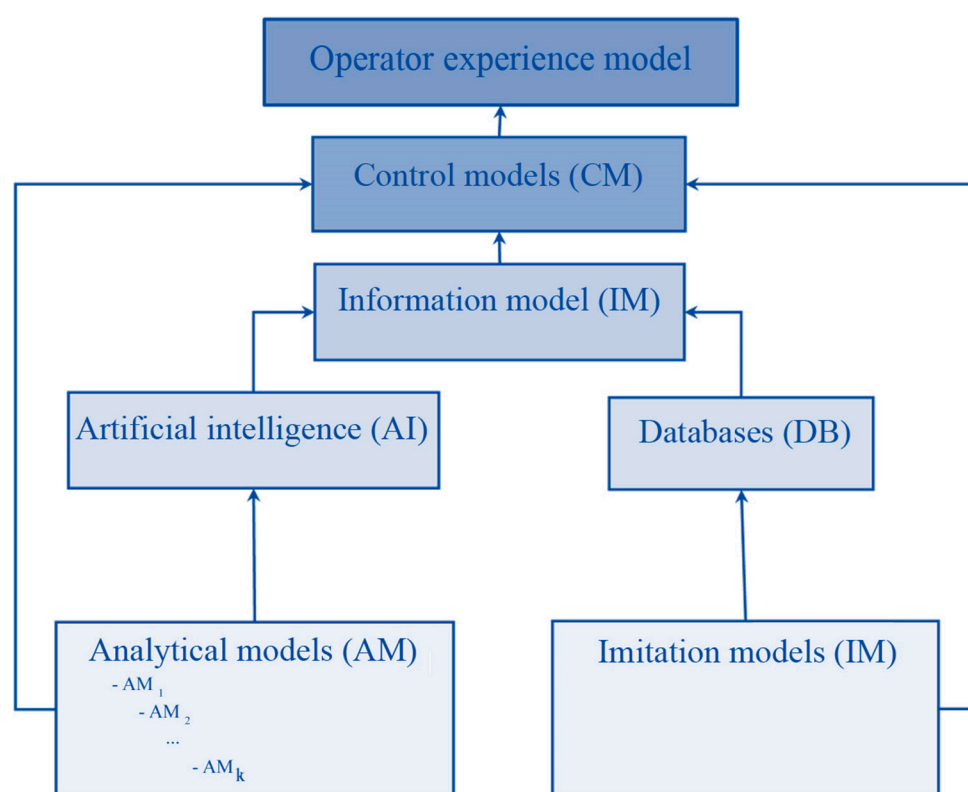 Operator experience model
Control models (CM)
Information model (IM)
Artificial intelligence (AI)
Databases (DB)
Analytical models (AM)
- AM 1
- AM 2
...
- AM k
Imitation models (IM)